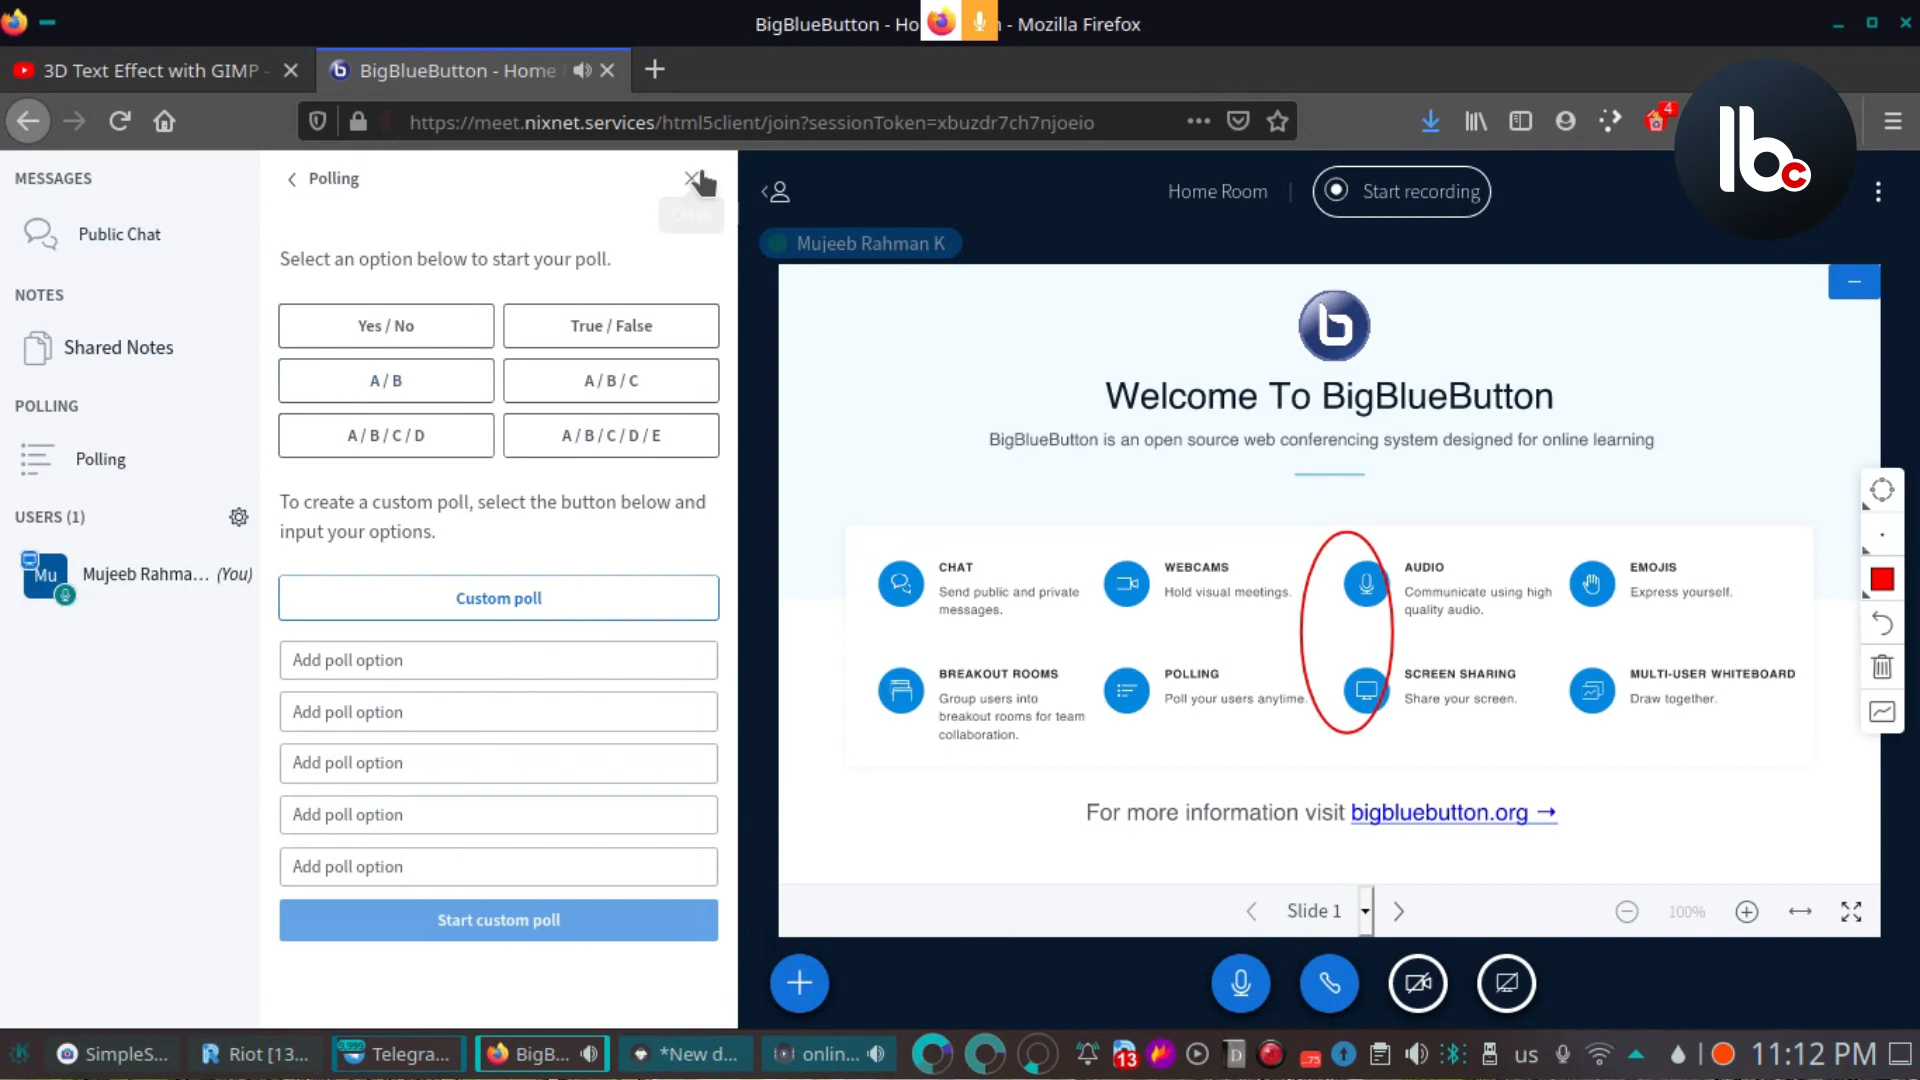 BigBlueButton - Ho
- Mozilla Firefox
3D Text Effect with GIMP -
BigBlueButton - Home
https://meet.nixnet.services/html5client/join?sessionToken=xbuzdr7ch7njoeio
4
lbc
MESSAGES
Public Chat
NOTES
Shared Notes
POLLING
Polling
USERS (1)
Mu
Mujeeb Rahma... (You)
Polling
Select an option below to start your poll.
Yes / No
True / False
A / B
A / B / C
A / B / C / D
A / B / C / D / E
To create a custom poll, select the button below and
input your options.
Custom poll
Add poll option
Add poll option
Add poll option
Add poll option
Add poll option
Start custom poll
Home Room
Start recording
Mujeeb Rahman K
Welcome To BigBlueButton
BigBlueButton is an open source web conferencing system designed for online learning
CHAT
Send public and private
messages.
WEBCAMS
Hold visual meetings.
AUDIO
Communicate using high
quality audio.
EMOJIS
Express yourself.
BREAKOUT ROOMS
Group users into
breakout rooms for team
collaboration.
POLLING
Poll your users anytime.
SCREEN SHARING
Share your screen.
MULTI-USER WHITEBOARD
Draw together.
For more information visit bigbluebutton.org →
Slide 1
100%
SimpleS...
Riot [13...
Telegra...
BigB...
*New d...
onlin...
13
us
11:12 PM